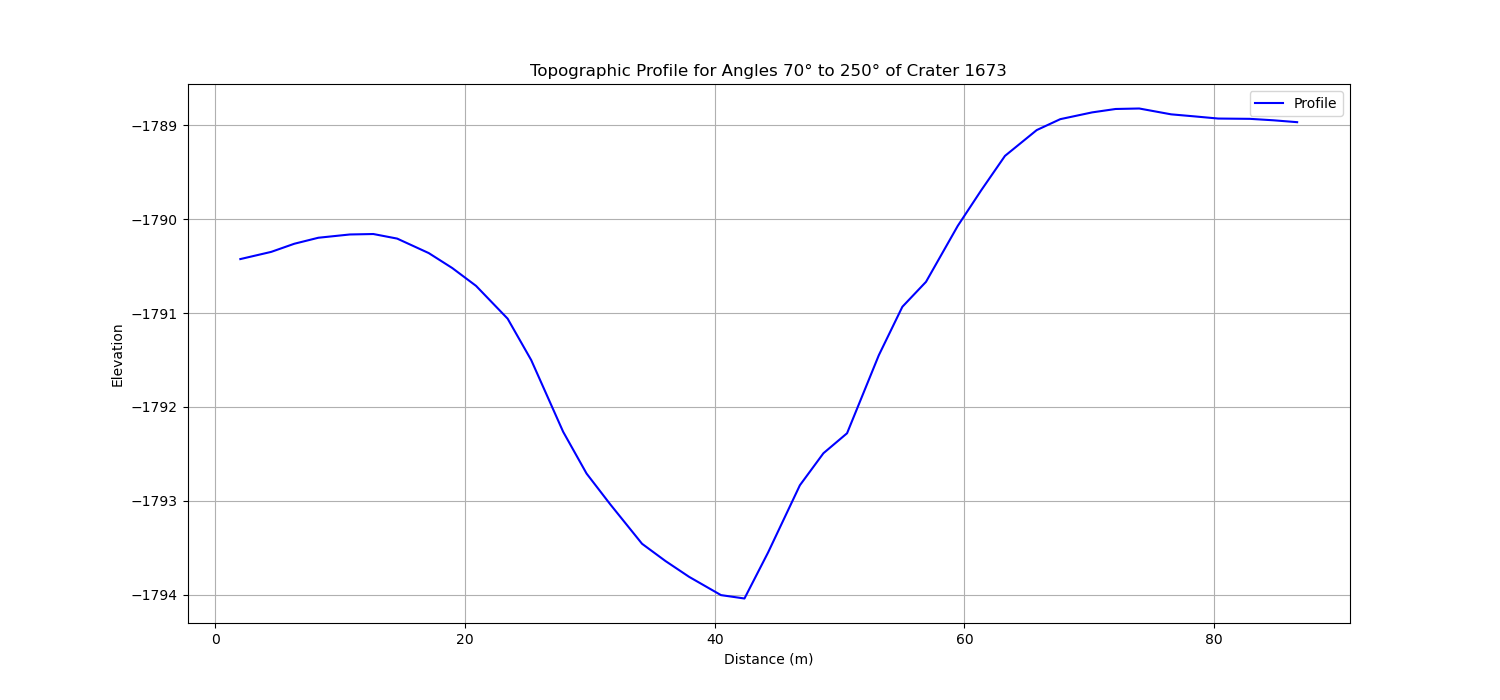 Topographic Profile for Angles 70° to 250° of Crater 1673
Profile
Elevation
−1789
−1790
−1791
−1792
−1793
−1794
0 20 40 60 80
Distance (m)